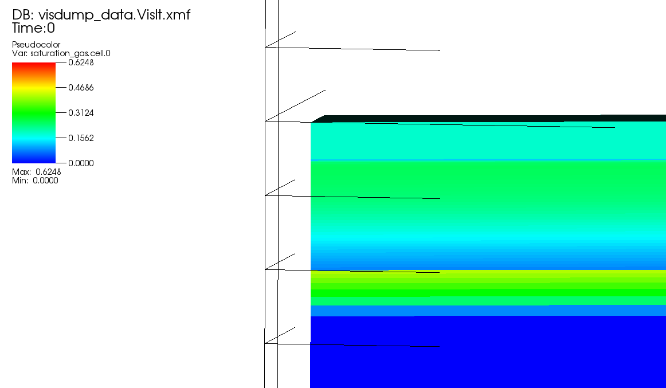 DB: visdump_data.VisIt.xmf
Time:0
Pseudocolor
Var: saturation_gas.cell.0
0.6248
0.4686
0.3124
0.1562
0.0000
Max: 0.6248
Min: 0.0000